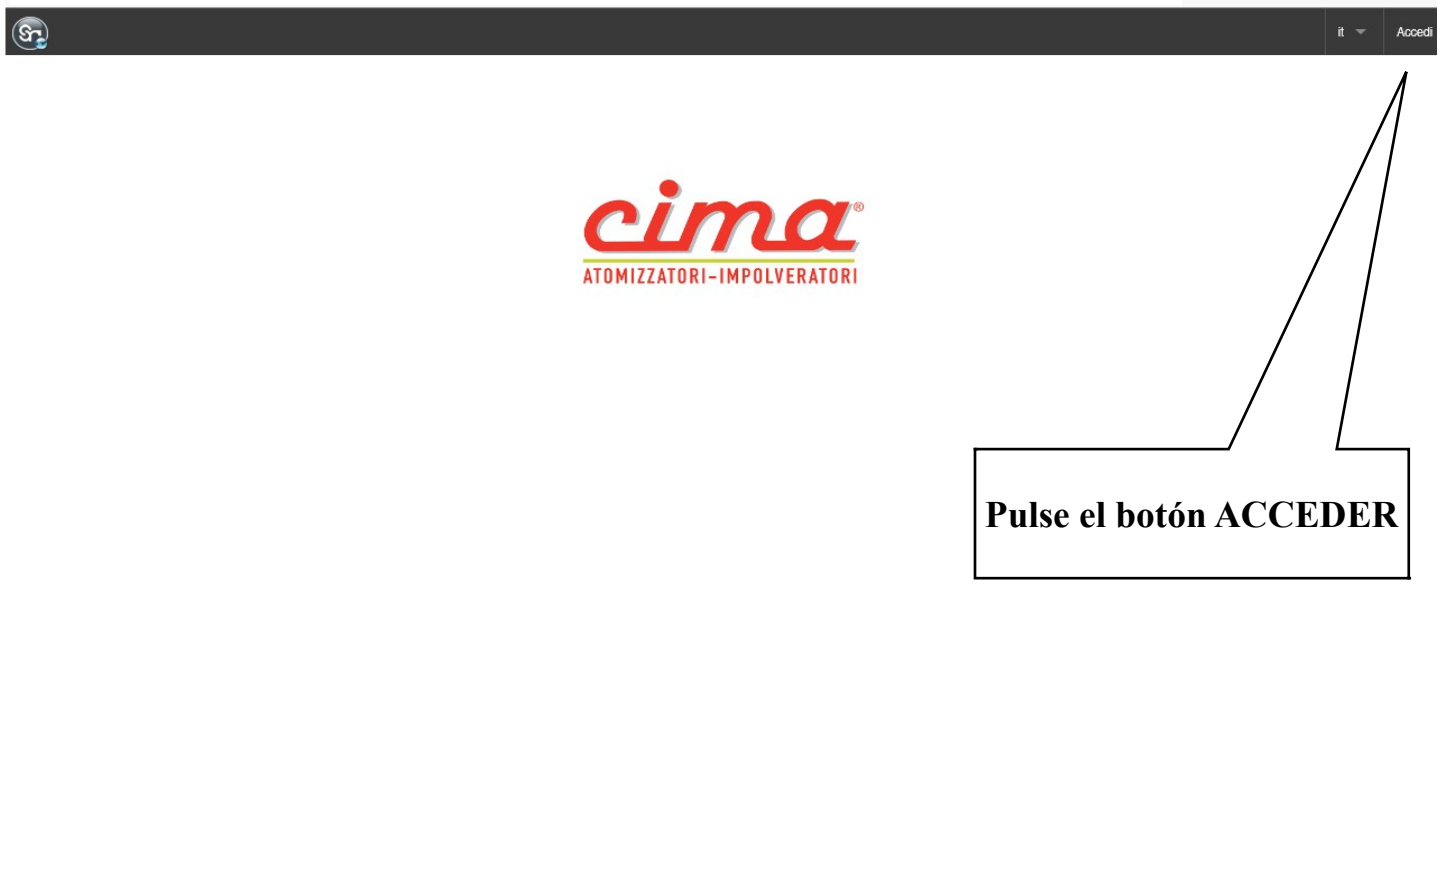 it
Accedi
cima®
ATOMIZZATORI-IMPOLVERATORI
Pulse el botón ACCEDER